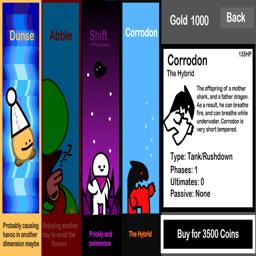 Dunse
Abbie
Shift
Corrodon
Gold 1000
Back
Corrodon
135HP
The Hybrid
The offspring of a mother
shark, and a father dragon.
As a result, he can breathe
fire, and can breathe while
underwater. Corrodon is
very short tempered.
Type: Tank/Rushdown
Phases: 1
Ultimates: 0
Passive: None
Buy for 3500 Coins
Probably causing
havoc in another
dimension maybe
Enjoying another
day to smell the
flowers
Prickly and
poisonous
The Hybrid